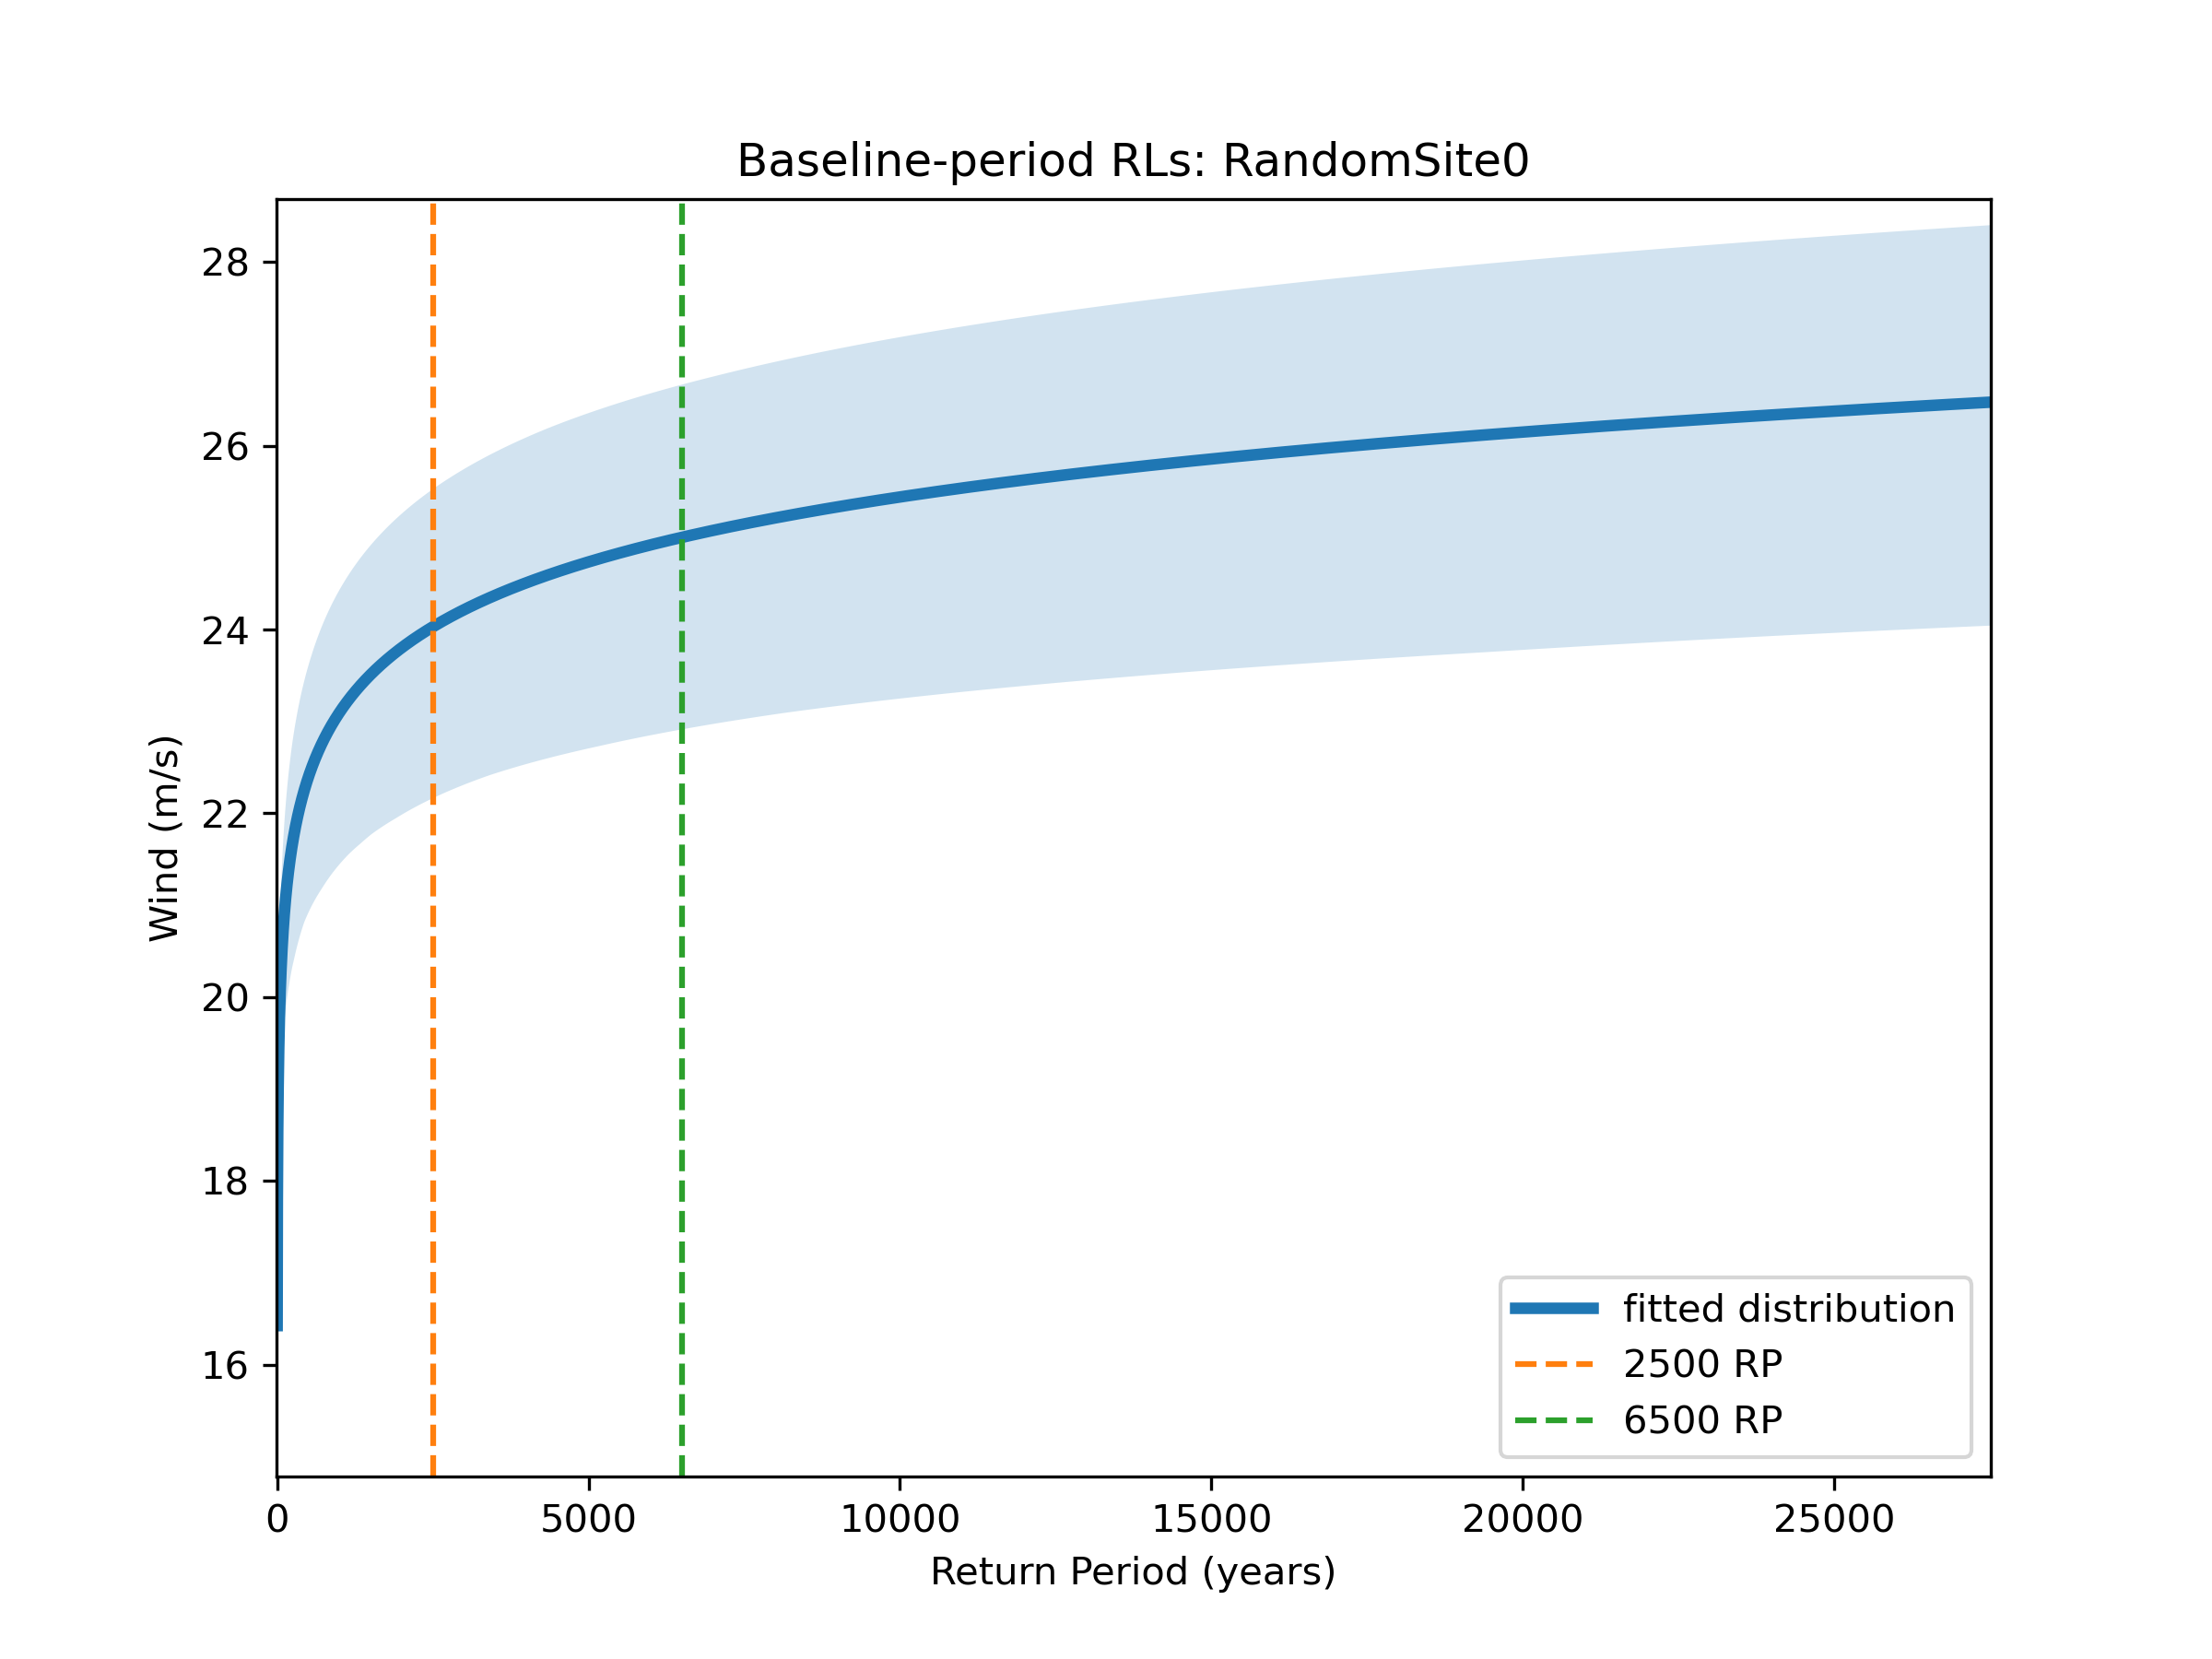 Baseline-period RLs: RandomSite0
28
26
24
22
20
18
16
Wind (m/s)
fitted distribution
2500 RP
6500 RP
0 5000 10000 15000 20000 25000
Return Period (years)